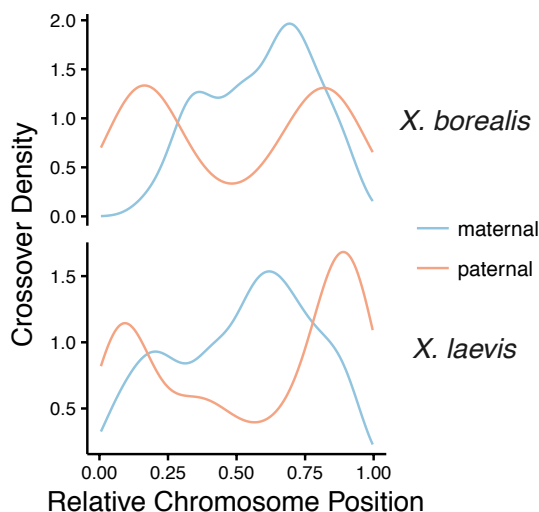 2.0
1.5
1.0
0.5
0.0
X. borealis
Crossover Density
maternal
paternal
1.5
1.0
0.5
X. laevis
0.00 0.25 0.50 0.75 1.00
Relative Chromosome Position